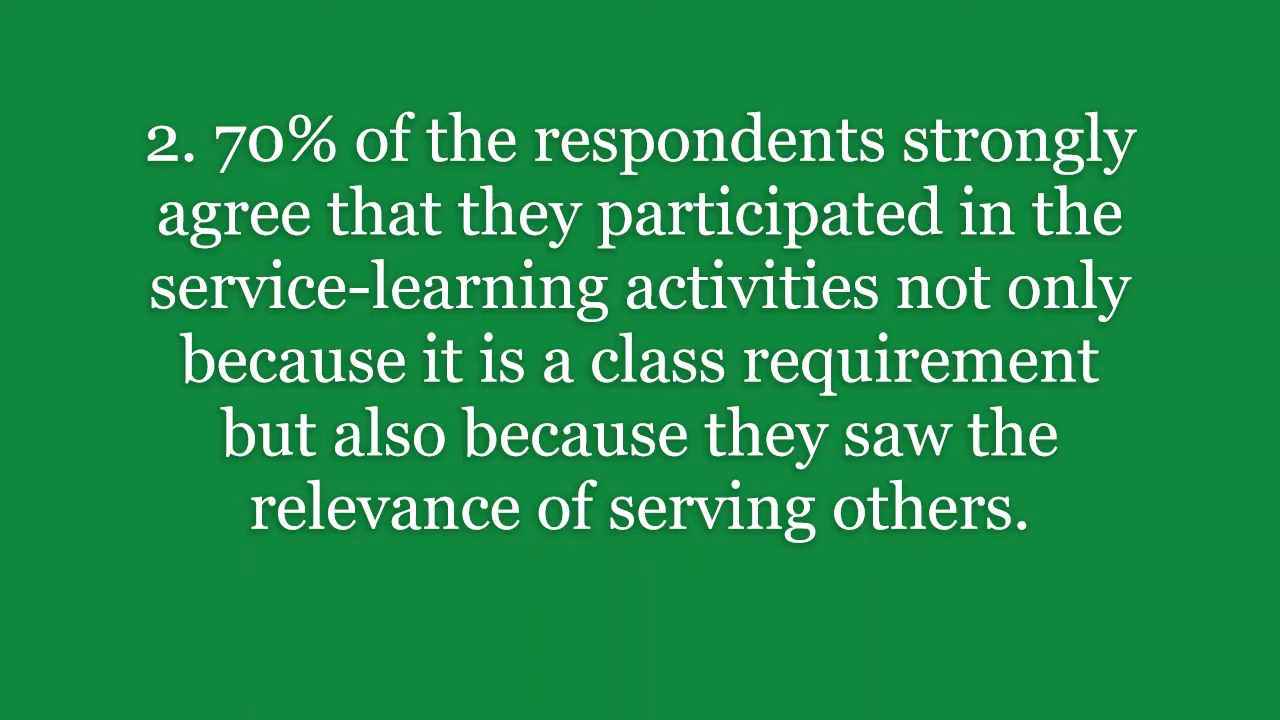 2. 70% of the respondents strongly
agree that they participated in the
service-learning activities not only
because it is a class requirement
but also because they saw the
relevance of serving others.